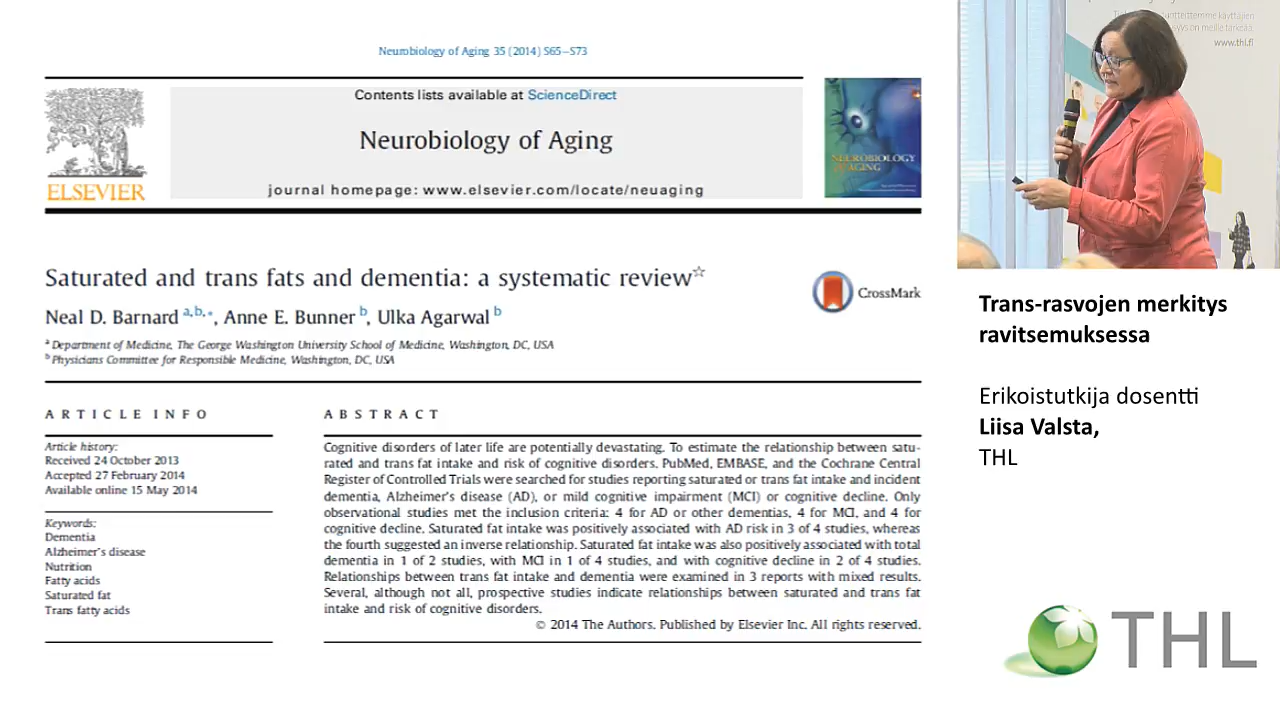 Neurobiology of Aging 35 (2014) S65–S73
Contents lists available at ScienceDirect
Neurobiology of Aging
journal homepage: www.elsevier.com/locate/neuaging
ELSEVIER
NEUROBIOLOGY
OF AGING
Saturated and trans fats and dementia: a systematic review☆
CrossMark
Neal D. Barnard a,b,*, Anne E. Bunner b, Ulka Agarwal b
a Department of Medicine, The George Washington University School of Medicine, Washington, DC, USA
b Physicians Committee for Responsible Medicine, Washington, DC, USA
ARTICLE INFO
Article history:
Received 24 October 2013
Accepted 27 February 2014
Available online 15 May 2014
Keywords:
Dementia
Alzheimer's disease
Nutrition
Fatty acids
Saturated fat
Trans fatty acids
ABSTRACT
Cognitive disorders of later life are potentially devastating. To estimate the relationship between satu-
rated and trans fat intake and risk of cognitive disorders. PubMed, EMBASE, and the Cochrane Central
Register of Controlled Trials were searched for studies reporting saturated or trans fat intake and incident
dementia, Alzheimer's disease (AD), or mild cognitive impairment (MCI) or cognitive decline. Only
observational studies met the inclusion criteria: 4 for AD or other dementias, 4 for MCI, and 4 for
cognitive decline. Saturated fat intake was positively associated with AD risk in 3 of 4 studies, whereas
the fourth suggested an inverse relationship. Saturated fat intake was also positively associated with total
dementia in 1 of 2 studies, with MCI in 1 of 4 studies, and with cognitive decline in 2 of 4 studies.
Relationships between trans fat intake and dementia were examined in 3 reports with mixed results.
Several, although not all, prospective studies indicate relationships between saturated and trans fat
intake and risk of cognitive disorders.
© 2014 The Authors. Published by Elsevier Inc. All rights reserved.
käyttäjien
on meille tärkeää
www.thl.fi
Trans-rasvojen merkitys
ravitsemuksessa
Erikoistutkija dosentti
Liisa Valsta,
THL
THL